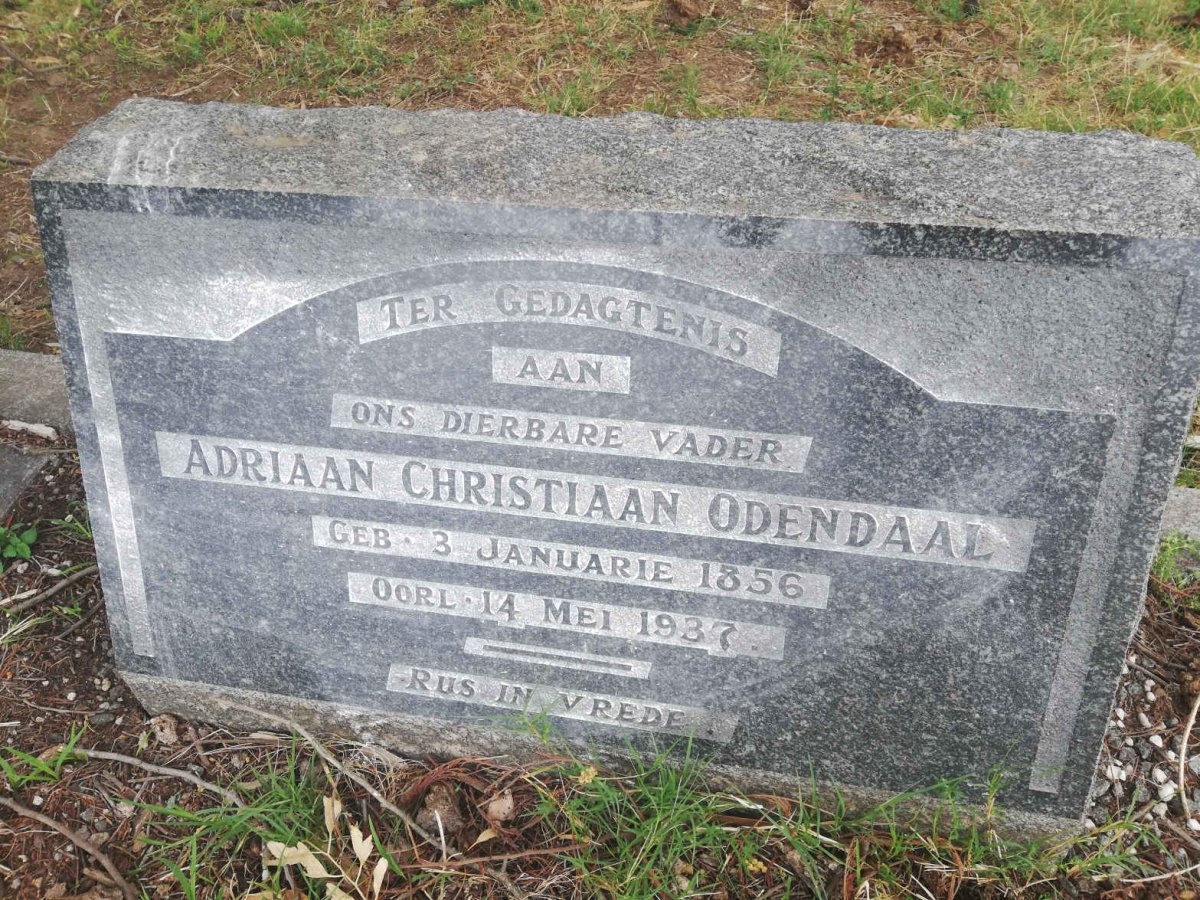 TER GEDAGTENIS
AAN
ONS DIERBARE VADER
ADRIAAN CHRISTIAAN ODENDAAL
GEB · 3 JANUARIE 1856
OORL · 14 MEI 1937
RUS IN VREDE